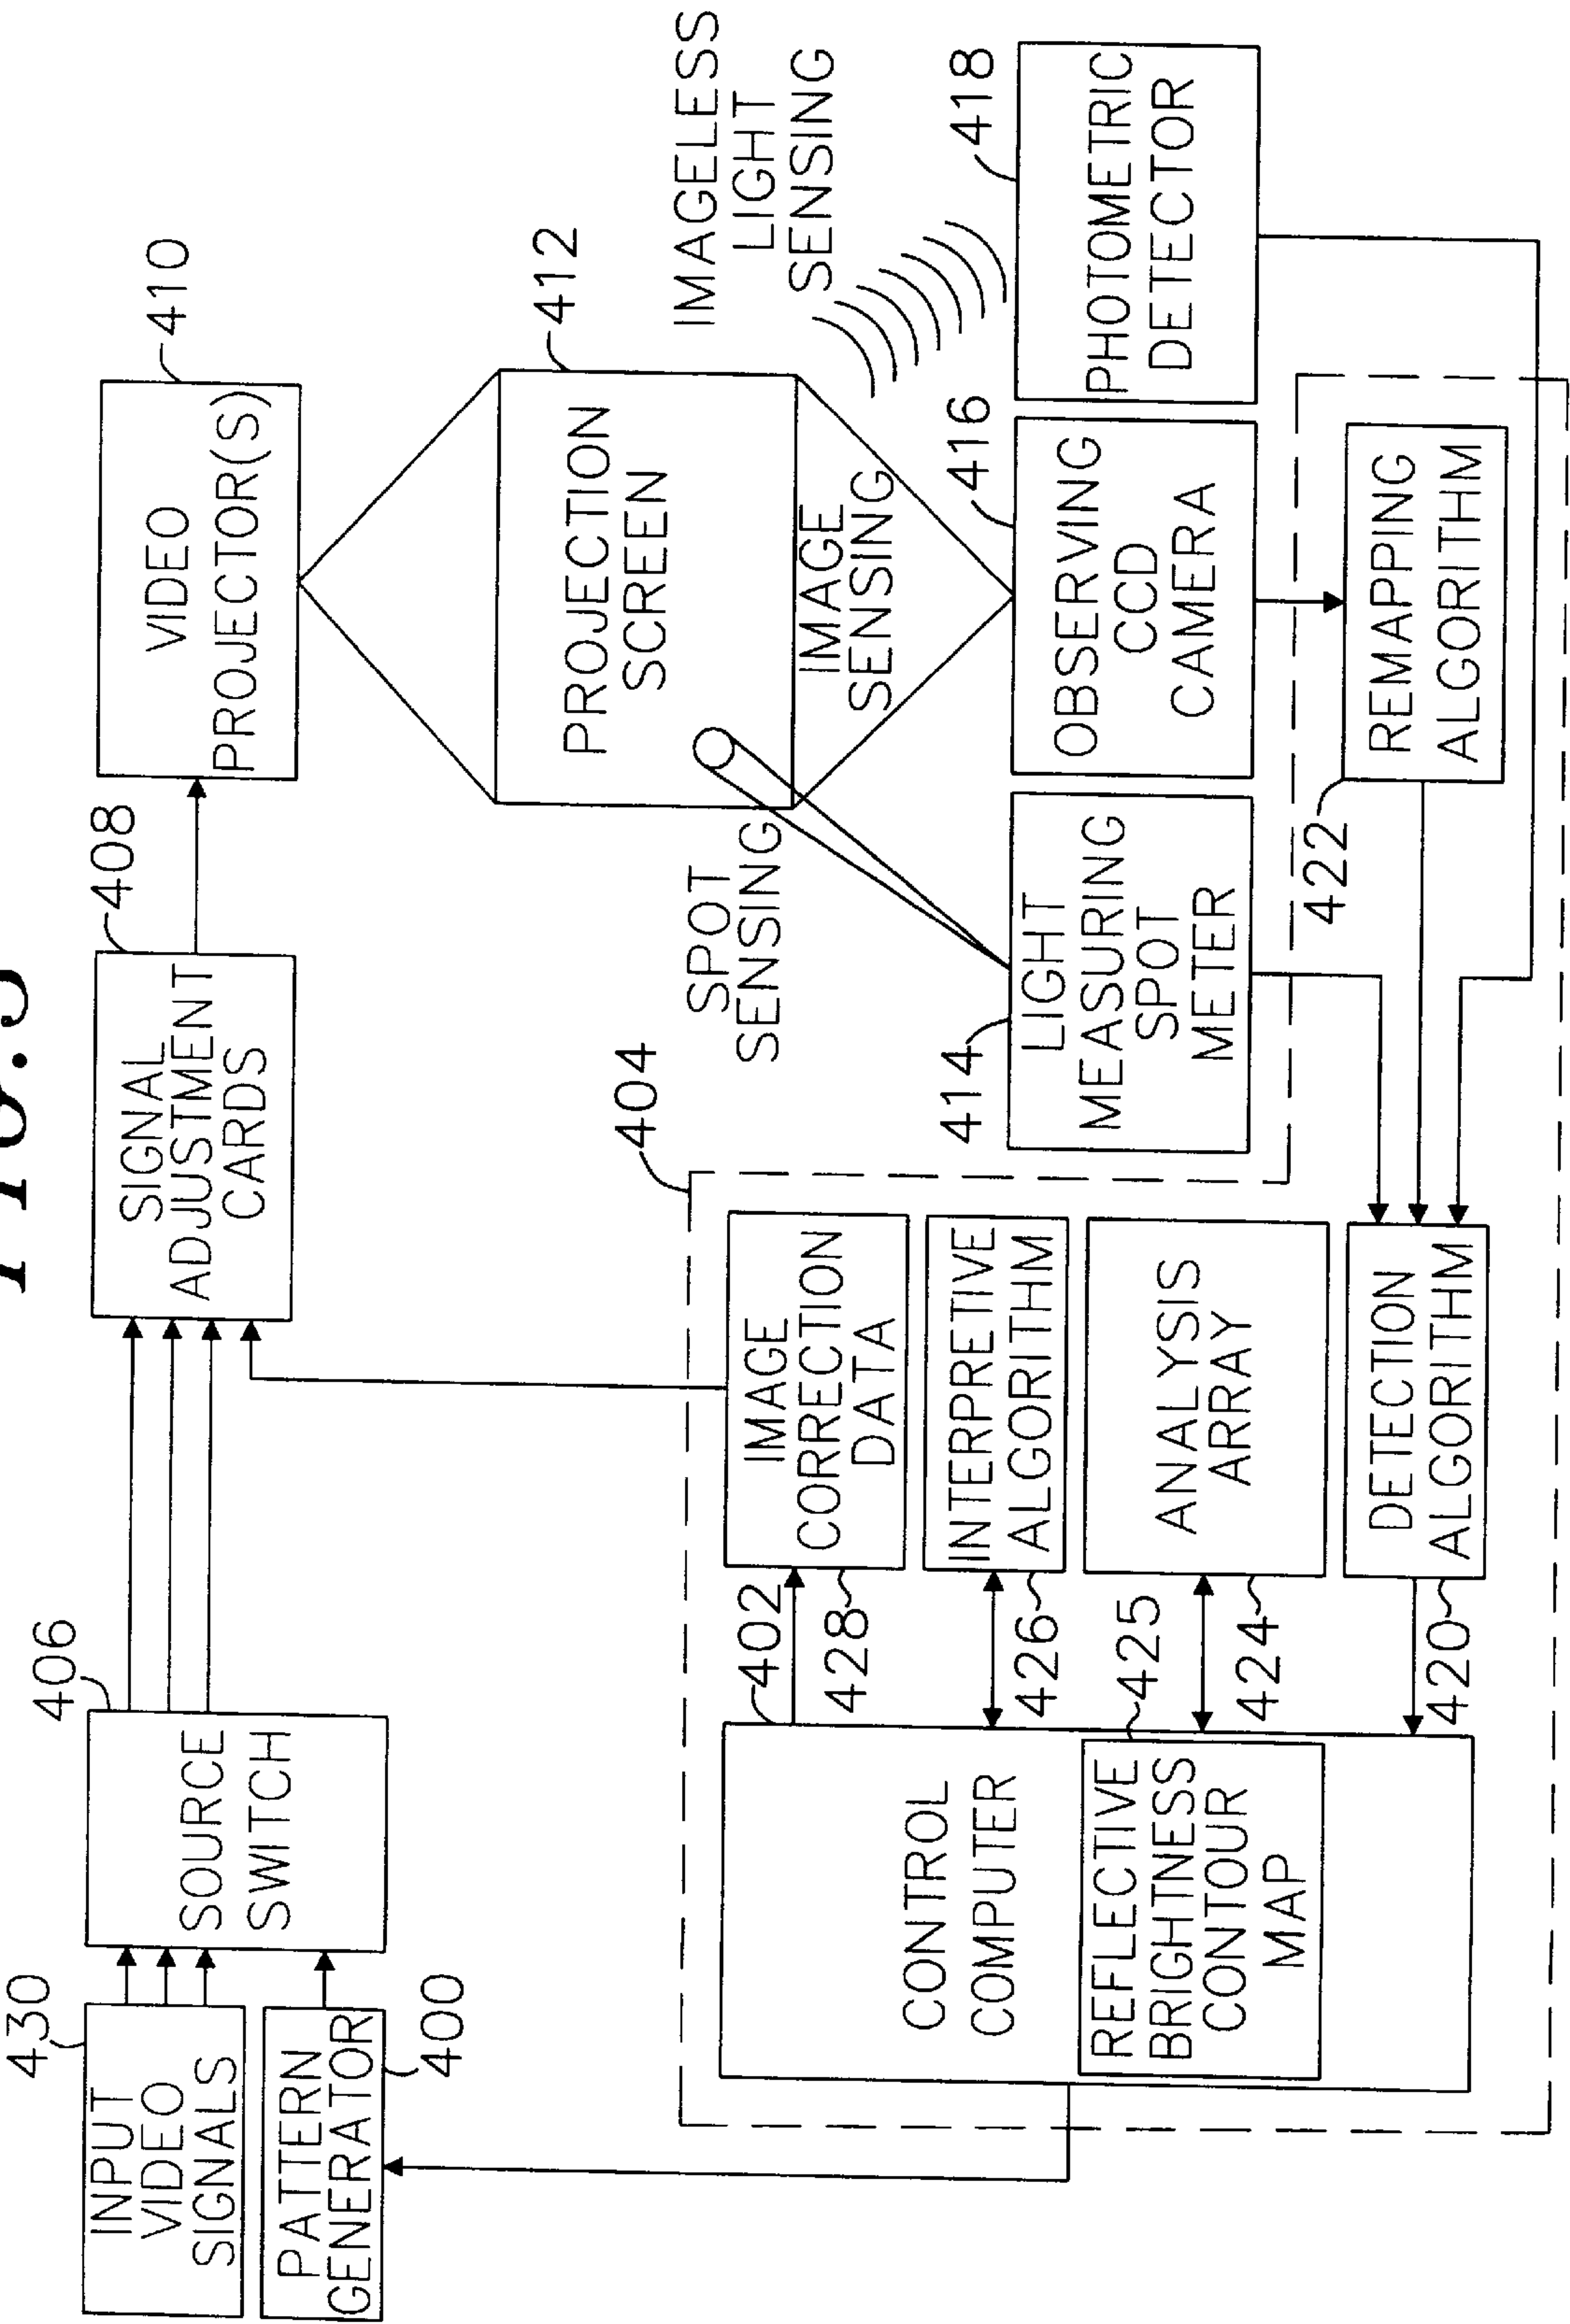 FIG. 5
430
INPUT
VIDEO
SIGNALS
PATTERN
GENERATOR
400
406
SOURCE
SWITCH
408
SIGNAL
ADJUSTMENT
CARDS
410
VIDEO
PROJECTOR(S)
412
PROJECTION
SCREEN
IMAGE
SENSING
SPOT
SENSING
IMAGELESS
LIGHT
SENSING
404
414
LIGHT
MEASURING
SPOT
METER
416
OBSERVING
CCD
CAMERA
418
PHOTOMETRIC
DETECTOR
422
REMAPPING
ALGORITHM
402
CONTROL
COMPUTER
425
REFLECTIVE
BRIGHTNESS
CONTOUR
MAP
428
IMAGE
CORRECTION
DATA
426
INTERPRETIVE
ALGORITHM
424
ANALYSIS
ARRAY
420
DETECTION
ALGORITHM